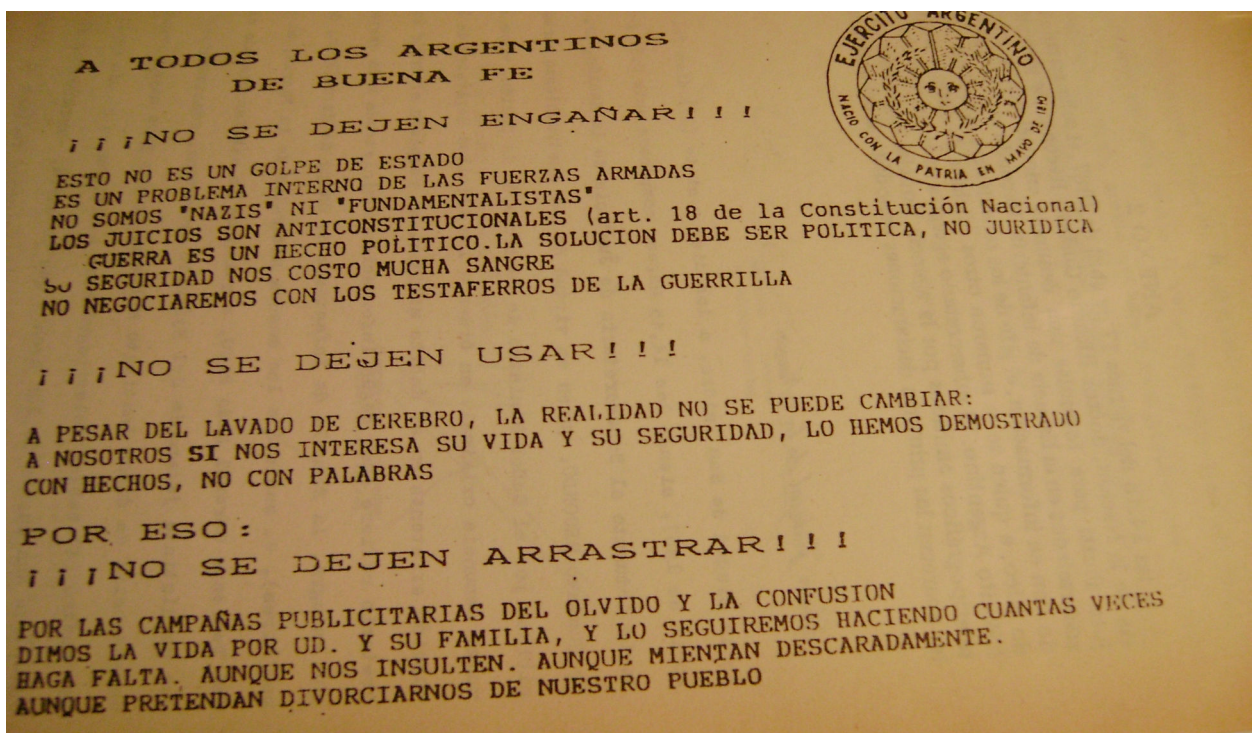 EJERCITO ARGENTINO
NACIO CON LA PATRIA EN MAYO DE 1810
A TODOS LOS ARGENTINOS
DE BUENA FE
¡¡¡NO SE DEJEN ENGAÑAR!!!
ESTO NO ES UN GOLPE DE ESTADO
ES UN PROBLEMA INTERNO DE LAS FUERZAS ARMADAS
NO SOMOS "NAZIS" NI "FUNDAMENTALISTAS"
LOS JUICIOS SON ANTICONSTITUCIONALES (art. 18 de la Constitución Nacional)
GUERRA ES UN HECHO POLITICO.LA SOLUCION DEBE SER POLITICA, NO JURIDICA
SU SEGURIDAD NOS COSTO MUCHA SANGRE
NO NEGOCIAREMOS CON LOS TESTAFERROS DE LA GUERRILLA
¡¡¡NO SE DEJEN USAR!!!
A PESAR DEL LAVADO DE CEREBRO, LA REALIDAD NO SE PUEDE CAMBIAR:
A NOSOTROS SI NOS INTERESA SU VIDA Y SU SEGURIDAD, LO HEMOS DEMOSTRADO
CON HECHOS, NO CON PALABRAS
POR ESO:
¡¡¡NO SE DEJEN ARRASTRAR!!!
POR LAS CAMPAÑAS PUBLICITARIAS DEL OLVIDO Y LA CONFUSION
DIMOS LA VIDA POR UD. Y SU FAMILIA, Y LO SEGUIREMOS HACIENDO CUANTAS VECES
HAGA FALTA. AUNQUE NOS INSULTEN. AUNQUE MIENTAN DESCARADAMENTE.
AUNQUE PRETENDAN DIVORCIARNOS DE NUESTRO PUEBLO